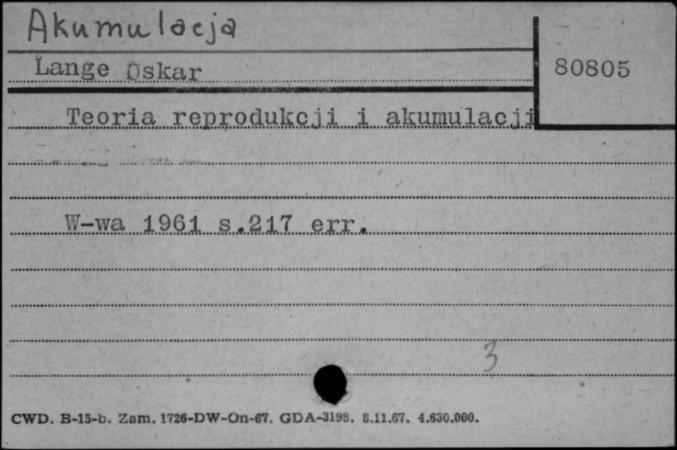 Akumulacja
Lange Oskar
80805
Teoria reprodukcji i akumulacji
W-wa 1961 s.217 err.
3
CWD. B-15-b. Zam. 1726-DW-On-67. GDA-3198. 8.11.67. 4.630.000.